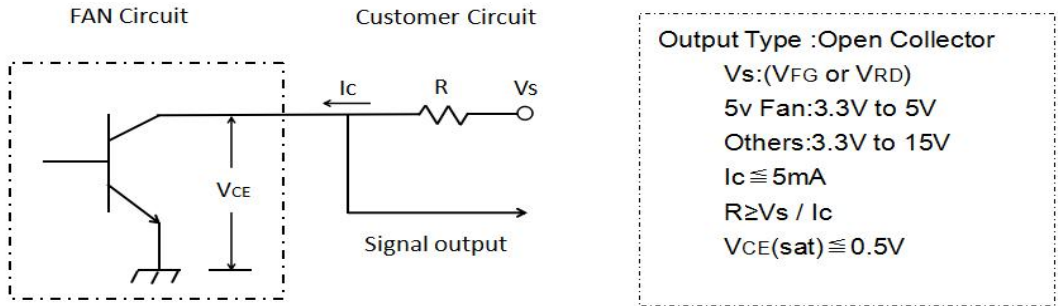 FAN Circuit
Customer Circuit
Ic
R
Vs
VCE
Signal output
Output Type :Open Collector
Vs:(VFG or VRD)
5v Fan:3.3V to 5V
Others:3.3V to 15V
Ic≦5mA
R≥Vs / Ic
VCE(sat)≦0.5V